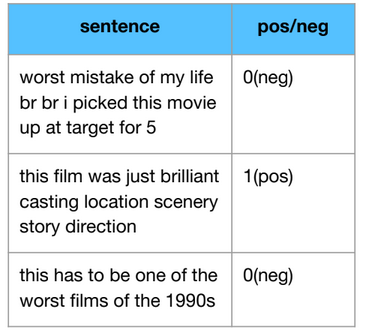 sentence pos/neg
worst mistake of my life 0(neg)
br br i picked this movie
up at target for 5
this film was just brilliant 1(pos)
casting location scenery
story direction
this has to be one of the 0(neg)
worst films of the 1990s